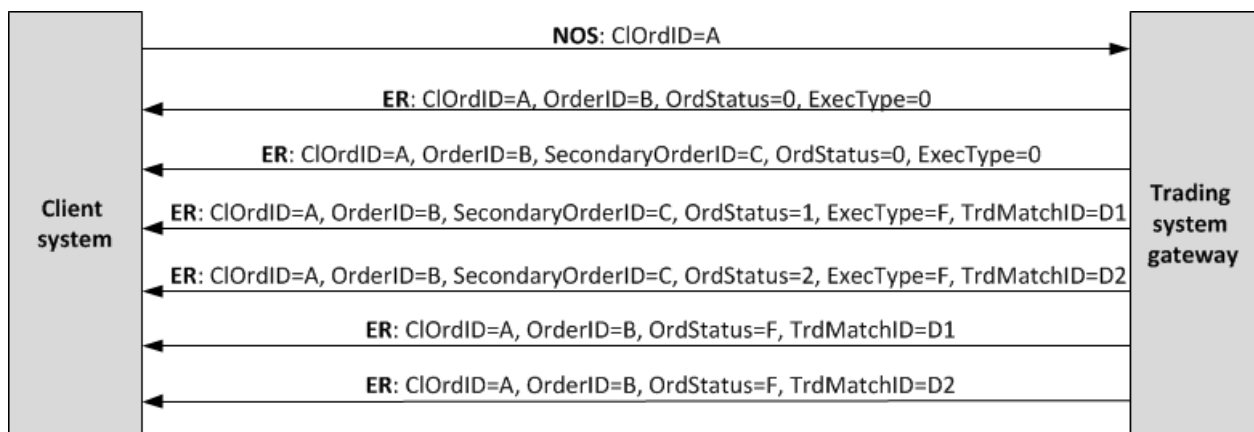 NOS: ClOrdID=A
ER: ClOrdID=A, OrderID=B, OrdStatus=0, ExecType=0
ER: ClOrdID=A, OrderID=B, SecondaryOrderID=C, OrdStatus=0, ExecType=0
ER: ClOrdID=A, OrderID=B, SecondaryOrderID=C, OrdStatus=1, ExecType=F, TrdMatchID=D1
ER: ClOrdID=A, OrderID=B, SecondaryOrderID=C, OrdStatus=2, ExecType=F, TrdMatchID=D2
ER: ClOrdID=A, OrderID=B, OrdStatus=F, TrdMatchID=D1
ER: ClOrdID=A, OrderID=B, OrdStatus=F, TrdMatchID=D2
Client
system
Trading
system
gateway